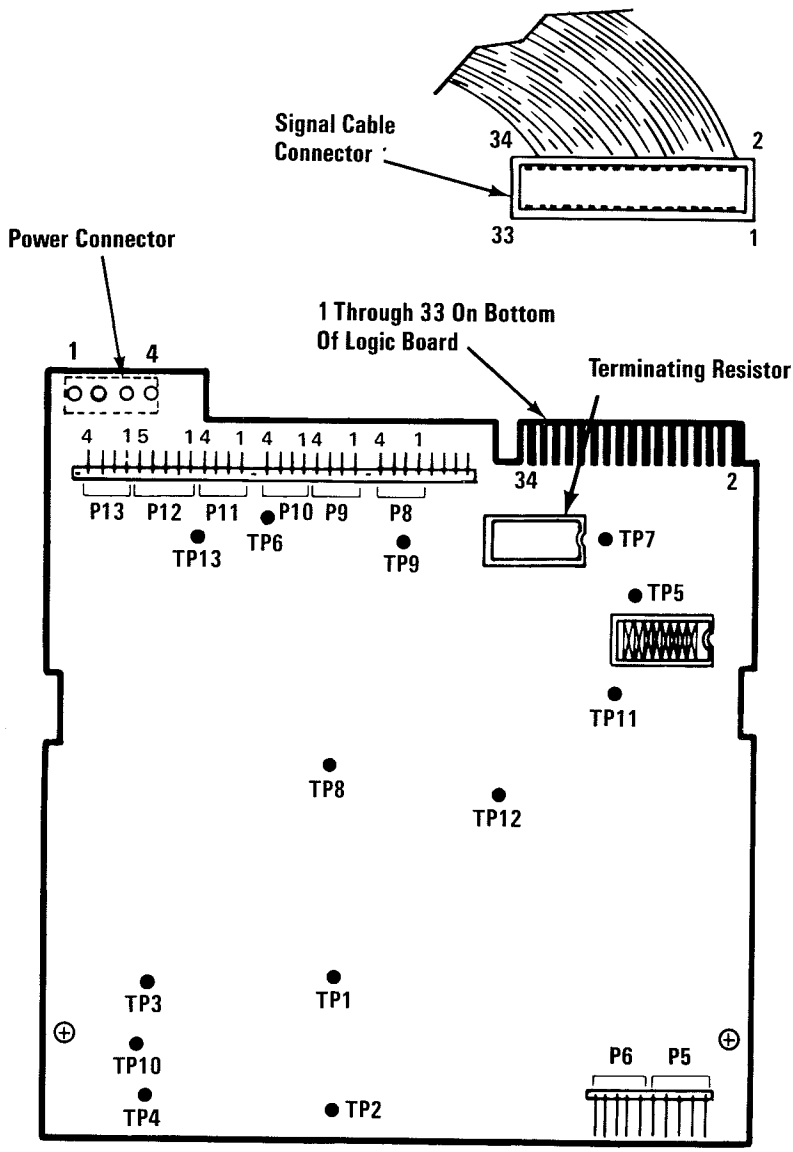 Signal Cable
Connector
34
2
33
1
Power Connector
1 Through 33 On Bottom
Of Logic Board
Terminating Resistor
1
4
4 1 5 1 4 1 4 1 4 1 4 1
34
2
P13 P12 P11 P10 P9 P8
TP13
TP6
TP9
TP7
TP5
TP11
TP8
TP12
TP3
TP1
TP10
TP4
TP2
P6 P5